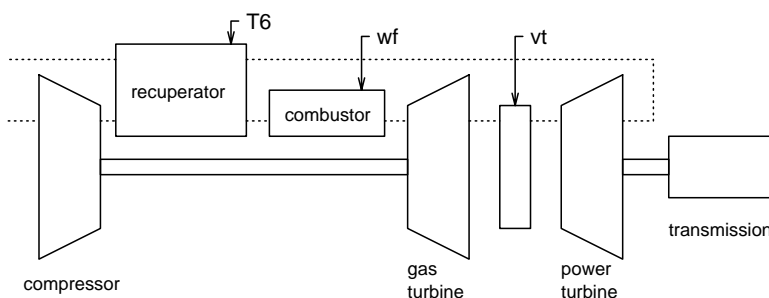 T6
wf
vt
recuperator
combustor
transmission
compressor
gas
turbine
power
turbine